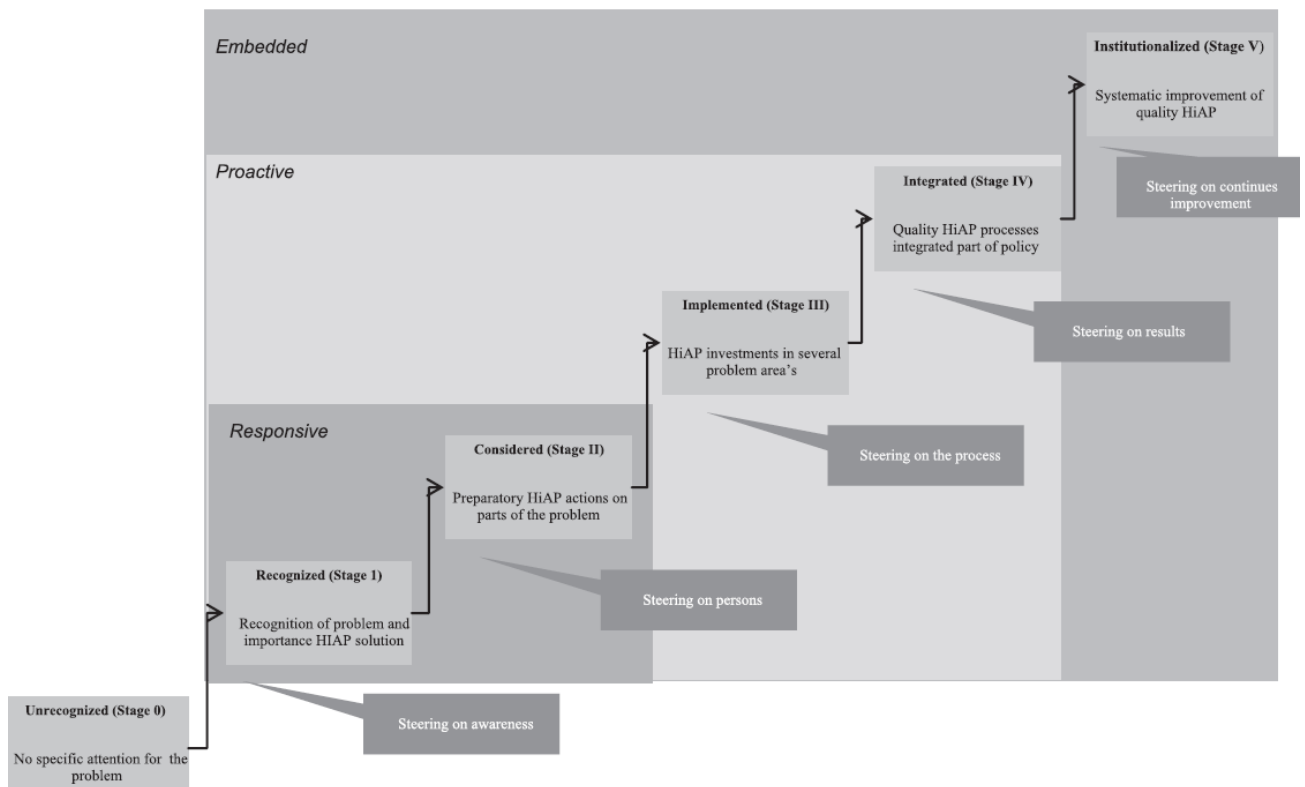 Embedded
Institutionalized (Stage V)
Systematic improvement of
quality HiAP
Steering on continues
improvement
Proactive
Integrated (Stage IV)
Quality HiAP processes
integrated part of policy
Steering on results
Implemented (Stage III)
HiAP investments in several
problem area's
Steering on the process
Responsive
Considered (Stage II)
Preparatory HiAP actions on
parts of the problem
Steering on persons
Recognized (Stage 1)
Recognition of problem and
importance HIAP solution
Steering on awareness
Unrecognized (Stage 0)
No specific attention for the
problem